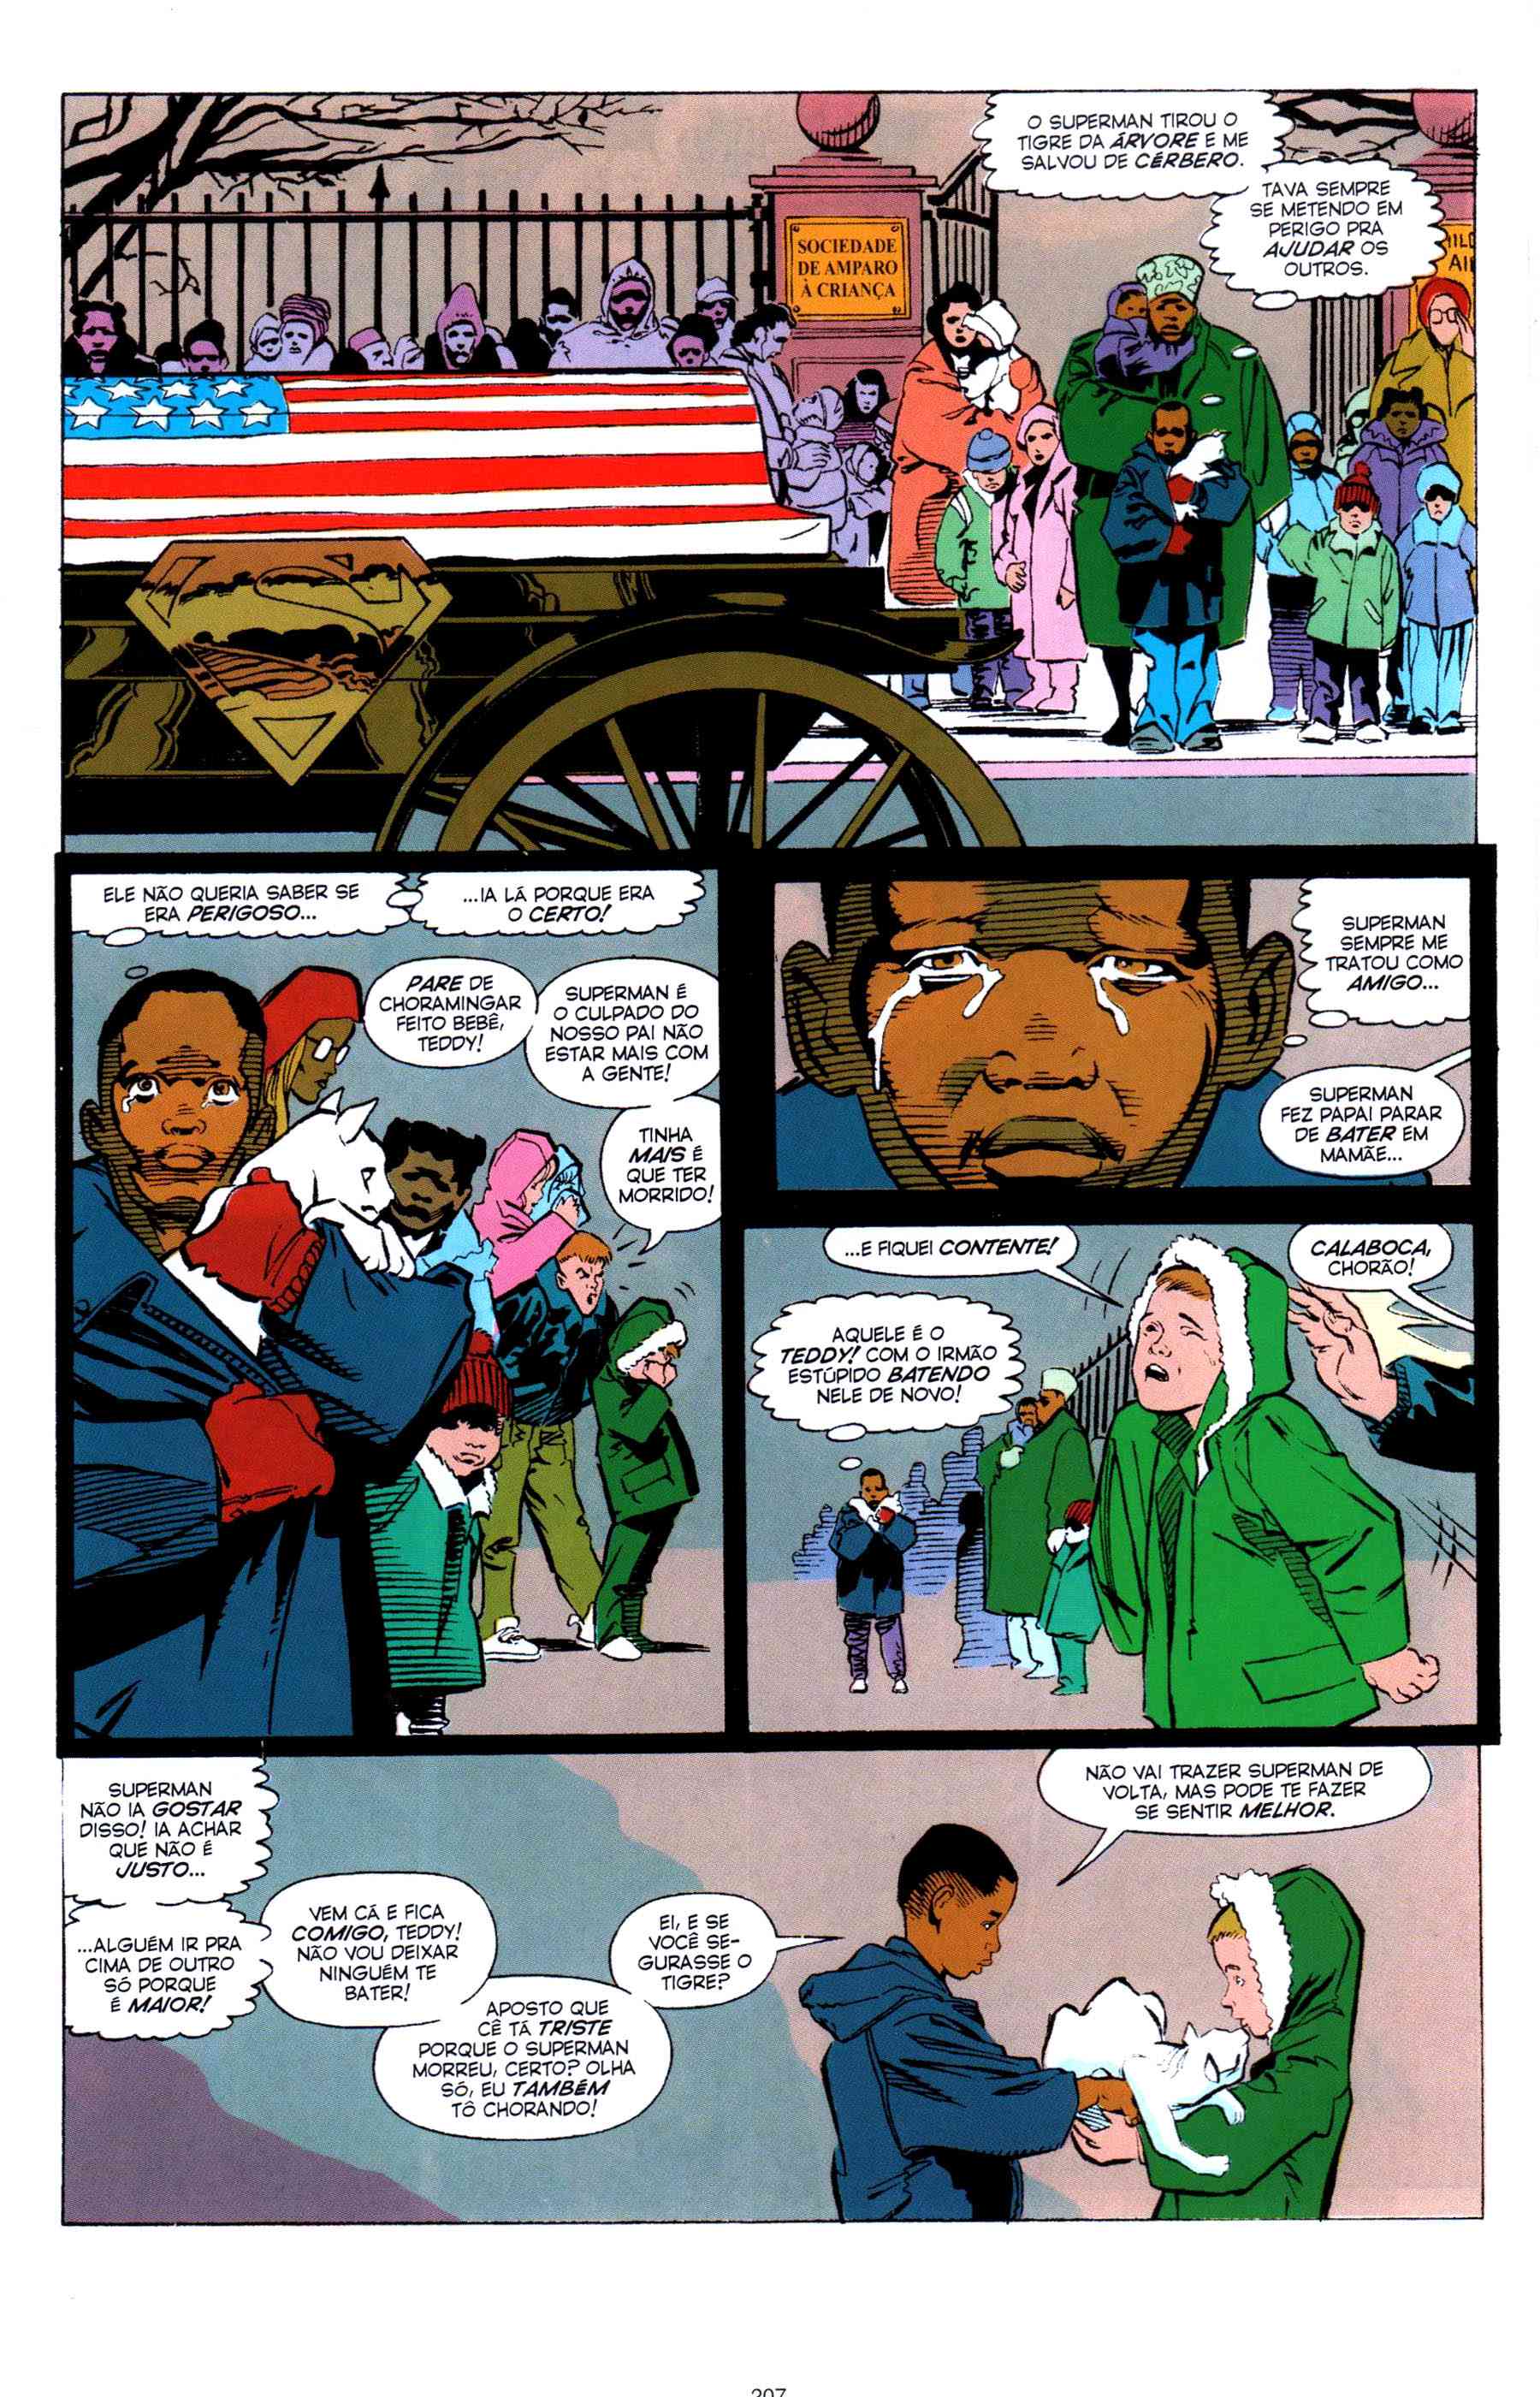 O SUPERMAN TIROU O
TIGRE DA ÁRVORE E ME
SALVOU DE CÉRBERO.
TAVA SEMPRE
SE METENDO EM
PERIGO PRA
AJUDAR OS
OUTROS.
SOCIEDADE
DE AMPARO
À CRIANÇA
S
ELE NÃO QUERIA SABER SE
ERA PERIGOSO...
...IA LÁ PORQUE ERA
O CERTO!
PARE DE
CHORAMINGAR
FEITO BEBÊ,
TEDDY!
SUPERMAN É
O CULPADO DO
NOSSO PAI NÃO
ESTAR MAIS COM
A GENTE!
TINHA
MAIS É
QUE TER
MORRIDO!
SUPERMAN
SEMPRE ME
TRATOU COMO
AMIGO...
SUPERMAN
FEZ PAPAI PARAR
DE BATER EM
MAMÃE...
...E FIQUEI CONTENTE!
CALABOCA,
CHORÃO!
AQUELE É O
TEDDY! COM O IRMÃO
ESTÚPIDO BATENDO
NELE DE NOVO!
SUPERMAN
NÃO IA GOSTAR
DISSO! IA ACHAR
QUE NÃO É
JUSTO...
...ALGUÉM IR PRA
CIMA DE OUTRO
SÓ PORQUE
É MAIOR!
VEM CÁ E FICA
COMIGO, TEDDY!
NÃO VOU DEIXAR
NINGUÉM TE
BATER!
APOSTO QUE
CÊ TÁ TRISTE
PORQUE O SUPERMAN
MORREU, CERTO? OLHA
SÓ, EU TAMBÉM
TÔ CHORANDO!
EI, E SE
VOCÊ SE-
GURASSE O
TIGRE?
NÃO VAI TRAZER SUPERMAN DE
VOLTA, MAS PODE TE FAZER
SE SENTIR MELHOR.
207